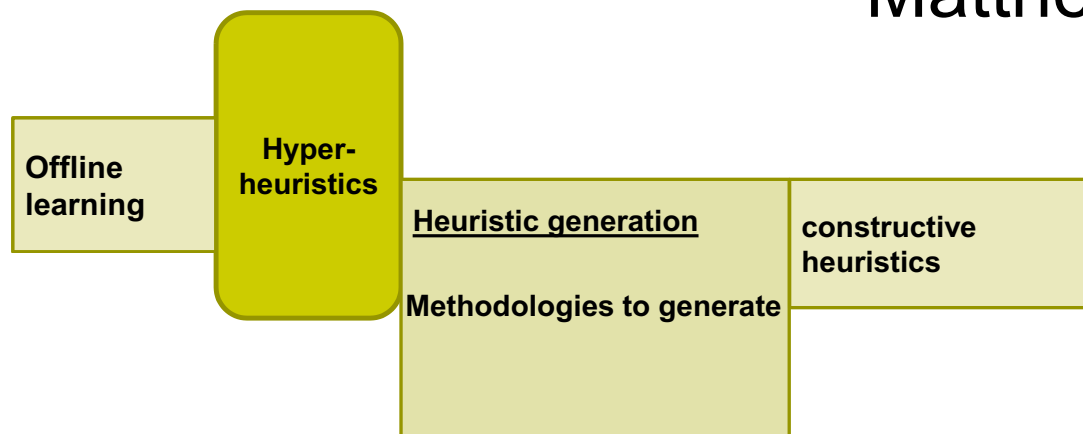 Offline
learning
Hyper-
heuristics
Heuristic generation
Methodologies to generate
constructive
heuristics